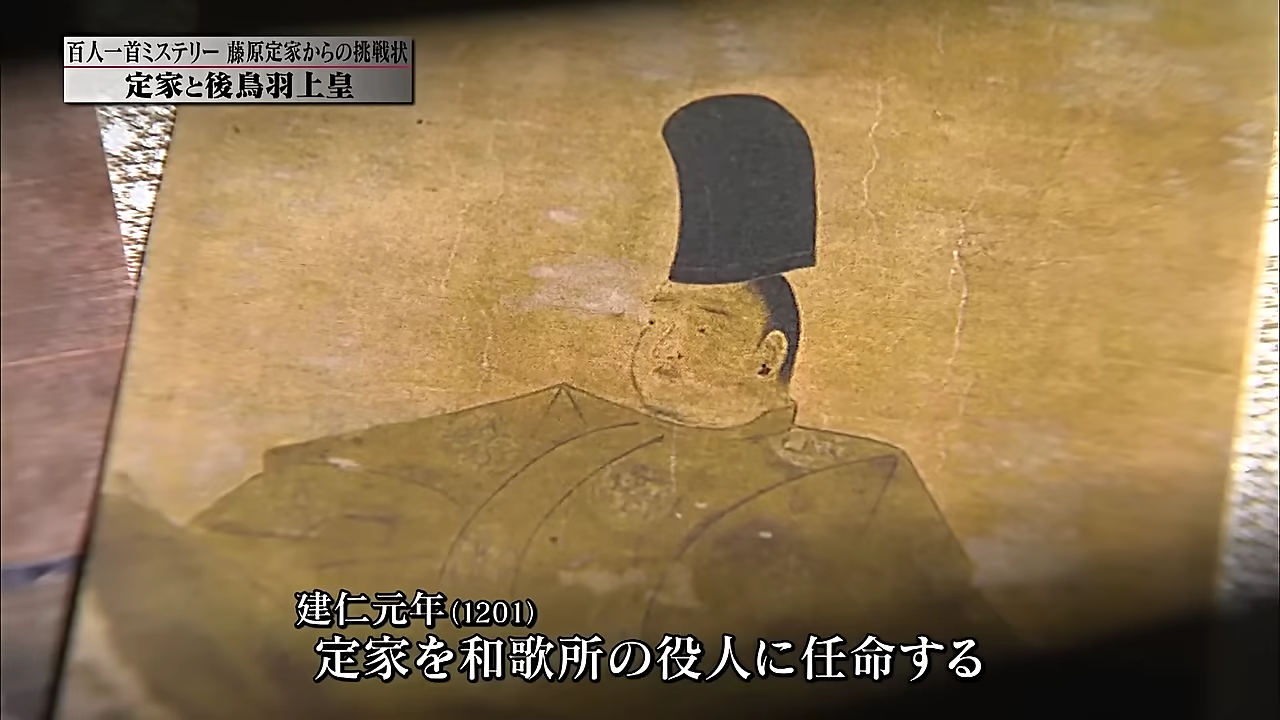 百人一首ミステリー 藤原定家からの挑戦状
定家と後鳥羽上皇
建仁元年(1201)
定家を和歌所の役人に任命する